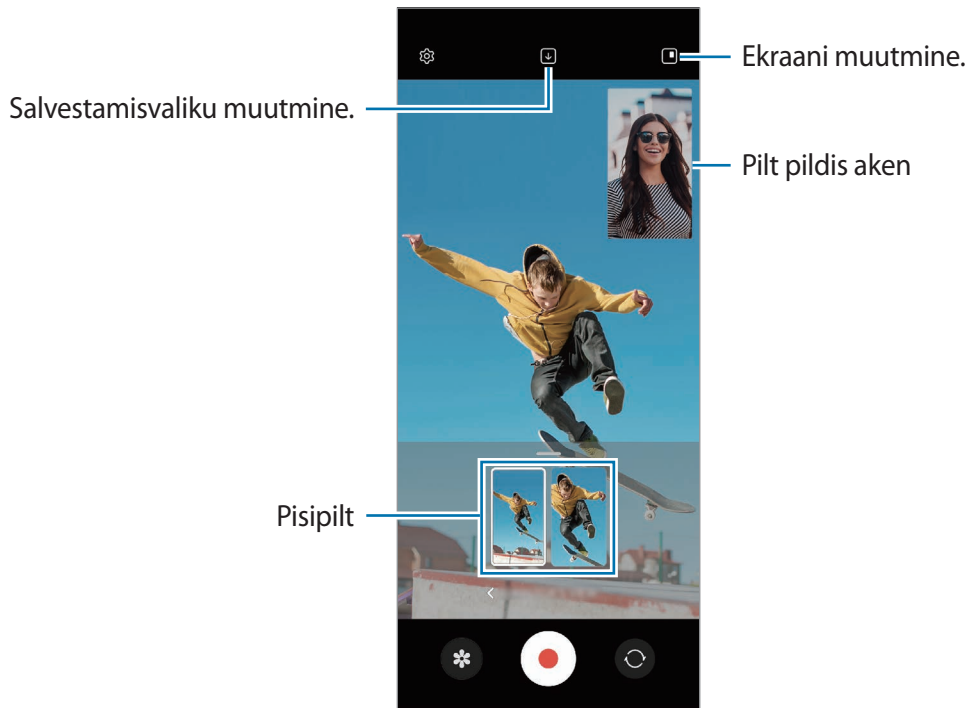 Ekraani muutmine.
Salvestamisvaliku muutmine.
Pilt pildis aken
Pisipilt